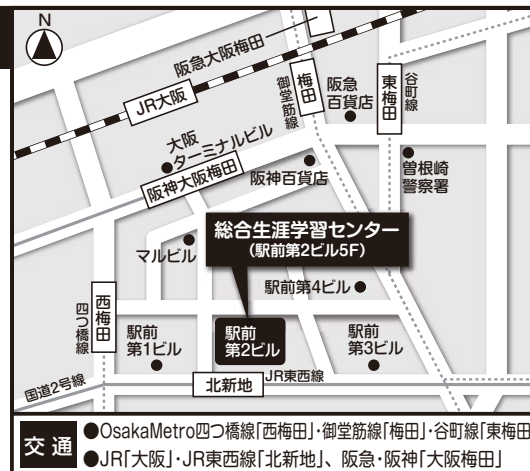 N
阪急大阪梅田
JR大阪
御堂筋線
梅田
阪急
百貨店
東梅田
谷町線
大阪
ターミナルビル
阪神大阪梅田
阪神百貨店
曽根崎
警察署
総合生涯学習センター
(駅前第2ビル5F)
マルビル
駅前第4ビル
四つ橋線
西梅田
駅前
第1ビル
駅前
第2ビル
駅前
第3ビル
国道2号線
北新地
JR東西線
交通
●OsakaMetro四つ橋線「西梅田」・御堂筋線「梅田」・谷町線「東梅田
●JR「大阪」・JR東西線「北新地」、阪急・阪神「大阪梅田」